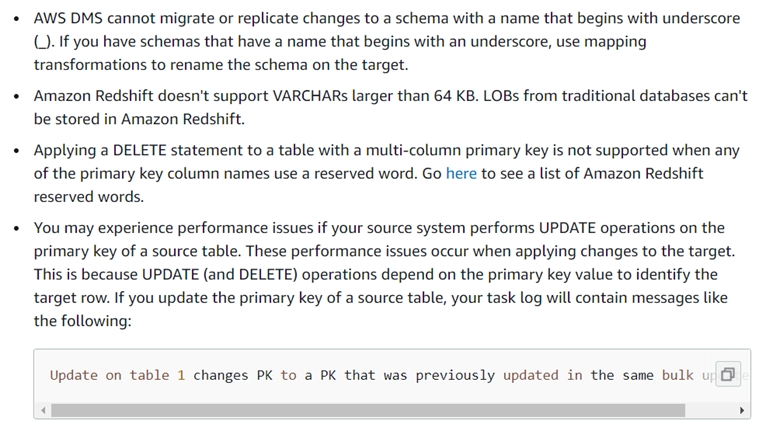 • AWS DMS cannot migrate or replicate changes to a schema with a name that begins with underscore
(_). If you have schemas that have a name that begins with an underscore, use mapping
transformations to rename the schema on the target.
• Amazon Redshift doesn't support VARCHARs larger than 64 KB. LOBs from traditional databases can't
be stored in Amazon Redshift.
• Applying a DELETE statement to a table with a multi-column primary key is not supported when any
of the primary key column names use a reserved word. Go here to see a list of Amazon Redshift
reserved words.
• You may experience performance issues if your source system performs UPDATE operations on the
primary key of a source table. These performance issues occur when applying changes to the target.
This is because UPDATE (and DELETE) operations depend on the primary key value to identify the
target row. If you update the primary key of a source table, your task log will contain messages like
the following:
Update on table 1 changes PK to a PK that was previously updated in the same bulk